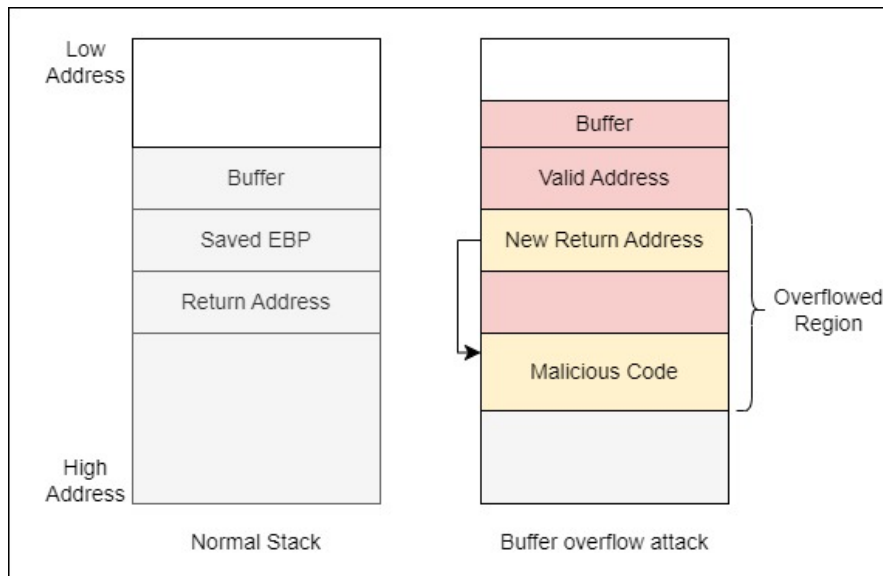 Low
Address
Buffer
Saved EBP
Return Address
High
Address
Normal Stack
Buffer
Valid Address
New Return Address
Malicious Code
Overflowed
Region
Buffer overflow attack